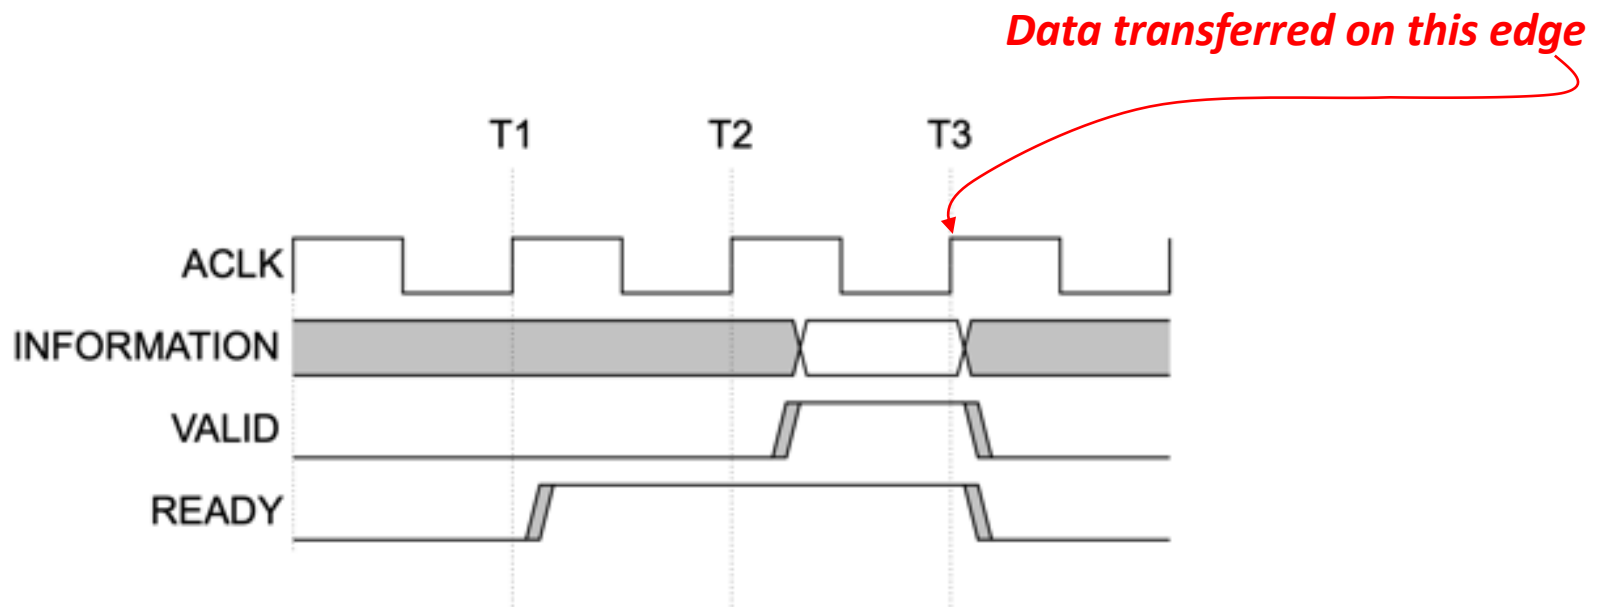 Data transferred on this edge
T1 T2 T3
ACLK
INFORMATION
VALID
READY